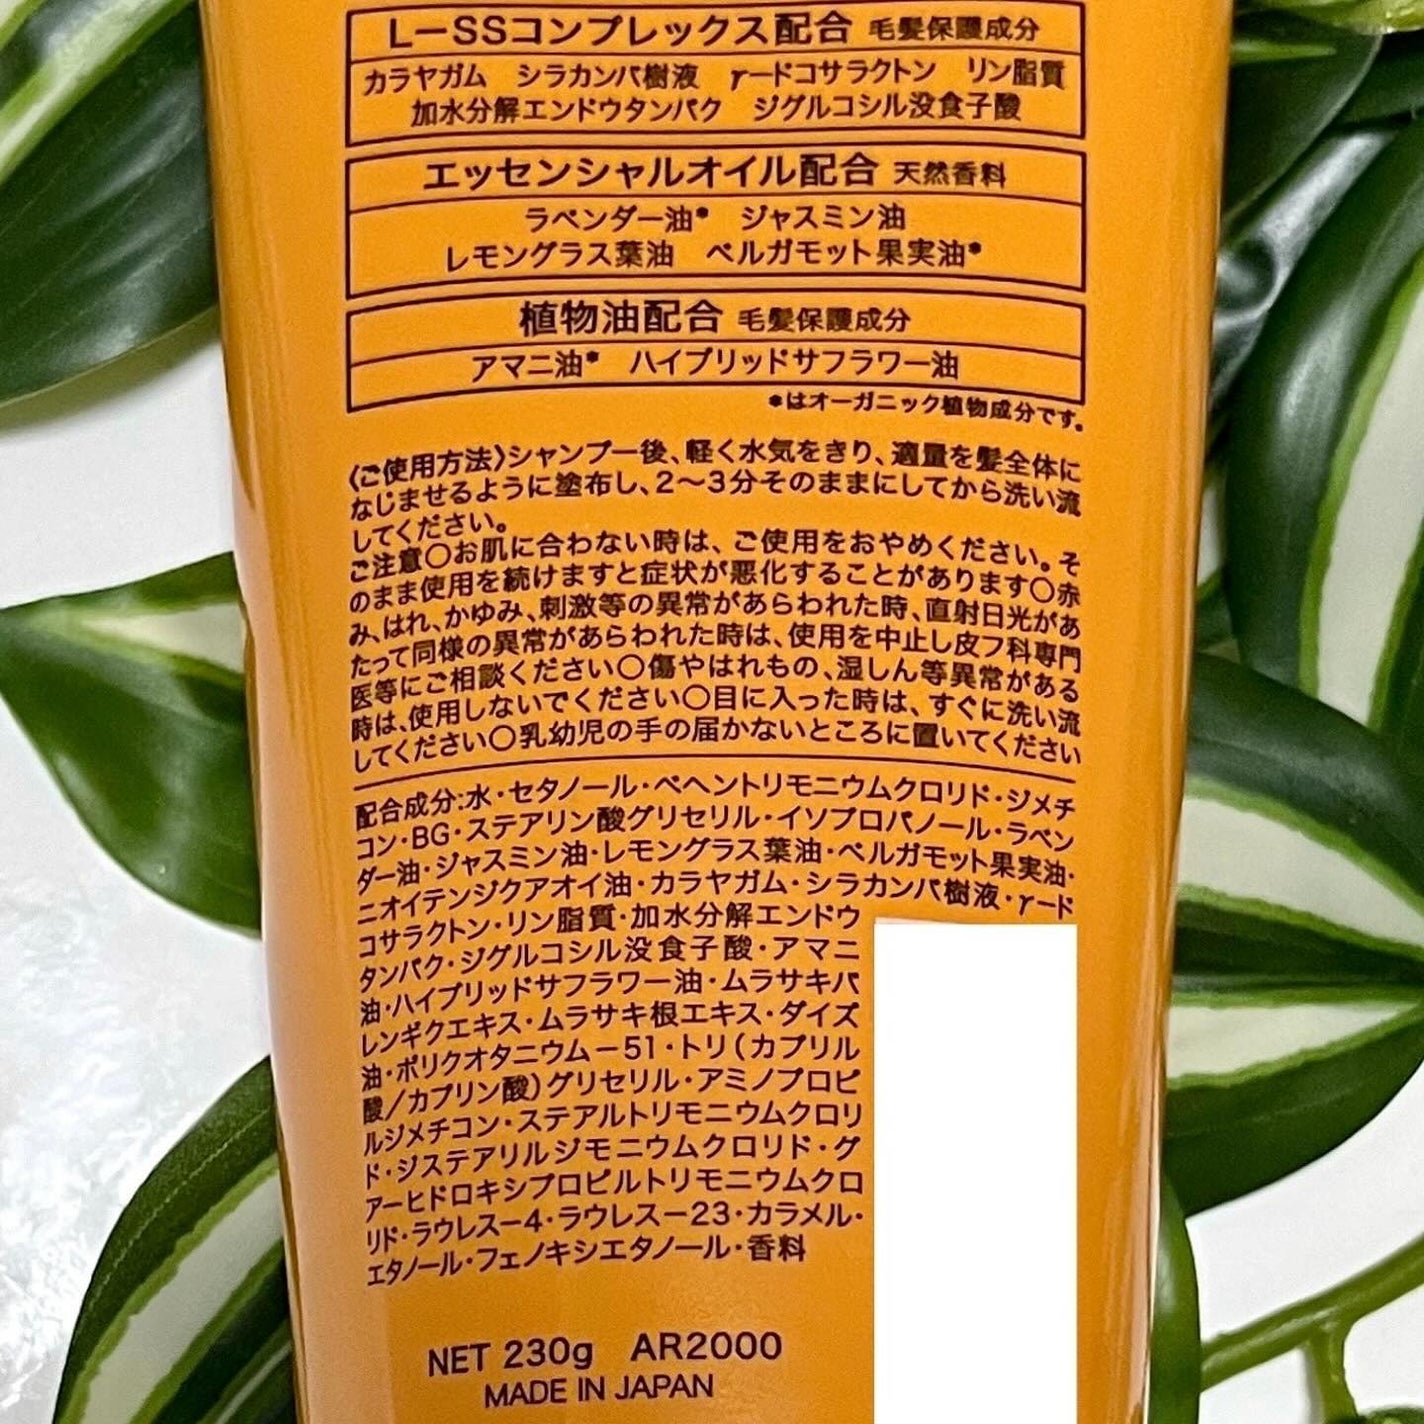 L－SSコンプレックス配合 毛髪保護成分
カラヤガム シラカンバ樹液 γードコサラクトン リン脂質
加水分解エンドウタンパク ジグルコシル没食子酸
エッセンシャルオイル配合 天然香料
ラベンダー油* ジャスミン油
レモングラス葉油 ベルガモット果実油*
植物油配合 毛髪保護成分
アマニ油* ハイブリッドサフラワー油
*はオーガニック植物成分です。
〈ご使用方法〉シャンプー後、軽く水気をきり、適量を髪全体に
なじませるように塗布し、2～3分そのままにしてから洗い流
してください。
ご注意〇お肌に合わない時は、ご使用をおやめください。そ
のまま使用を続けますと症状が悪化することがあります〇赤
み、はれ、かゆみ、刺激等の異常があらわれた時、直射日光があ
たって同様の異常があらわれた時は、使用を中止し皮フ科専門
医等にご相談ください〇傷やはれもの、湿しん等異常がある
時は、使用しないでください〇目に入った時は、すぐに洗い流
してください〇乳幼児の手の届かないところに置いてください
配合成分:水・セタノール・ベヘントリモニウムクロリド・ジメチ
コン・BG・ステアリン酸グリセリル・イソプロパノール・ラベン
ダー油・ジャスミン油・レモングラス葉油・ベルガモット果実油・
ニオイテンジクアオイ油・カラヤガム・シラカンバ樹液・γード
コサラクトン・リン脂質・加水分解エンドウ
タンパク・ジグルコシル没食子酸・アマニ
油・ハイブリッドサフラワー油・ムラサキバ
レンギクエキス・ムラサキ根エキス・ダイズ
油・ポリクオタニウム－51・トリ(カプリル
酸/カプリン酸)グリセリル・アミノプロピ
ルジメチコン・ステアルトリモニウムクロリ
ド・ジステアリルジモニウムクロリド・グ
アーヒドロキシプロピルトリモニウムクロ
リド・ラウレス－4・ラウレス－23・カラメル・
エタノール・フェノキシエタノール・香料
NET 230g AR2000
MADE IN JAPAN